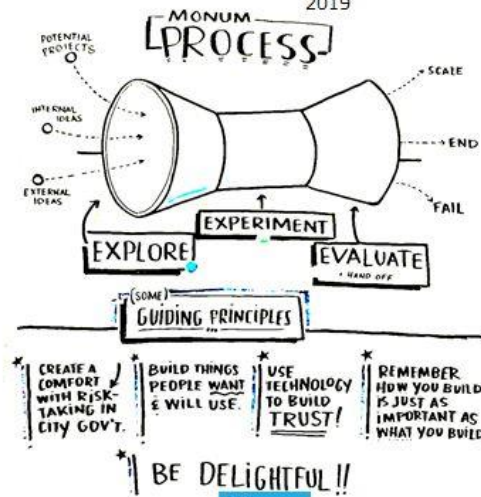 2019
MONUM
PROCESS
POTENTIAL
PROJECTS
INTERNAL
IDEAS
EXTERNAL
IDEAS
SCALE
END
FAIL
EXPLORE
EXPERIMENT
EVALUATE
+ HAND OFF
(SOME)
GUIDING PRINCIPLES
★ CREATE A
COMFORT
WITH RISK-
TAKING IN
CITY GOV'T.
★ BUILD THINGS
PEOPLE WANT
& WILL USE.
★ USE
TECHNOLOGY
TO BUILD
TRUST!
★ REMEMBER
HOW YOU BUILD
IS JUST AS
IMPORTANT AS
WHAT YOU BUILD
★ BE DELIGHTFUL!!